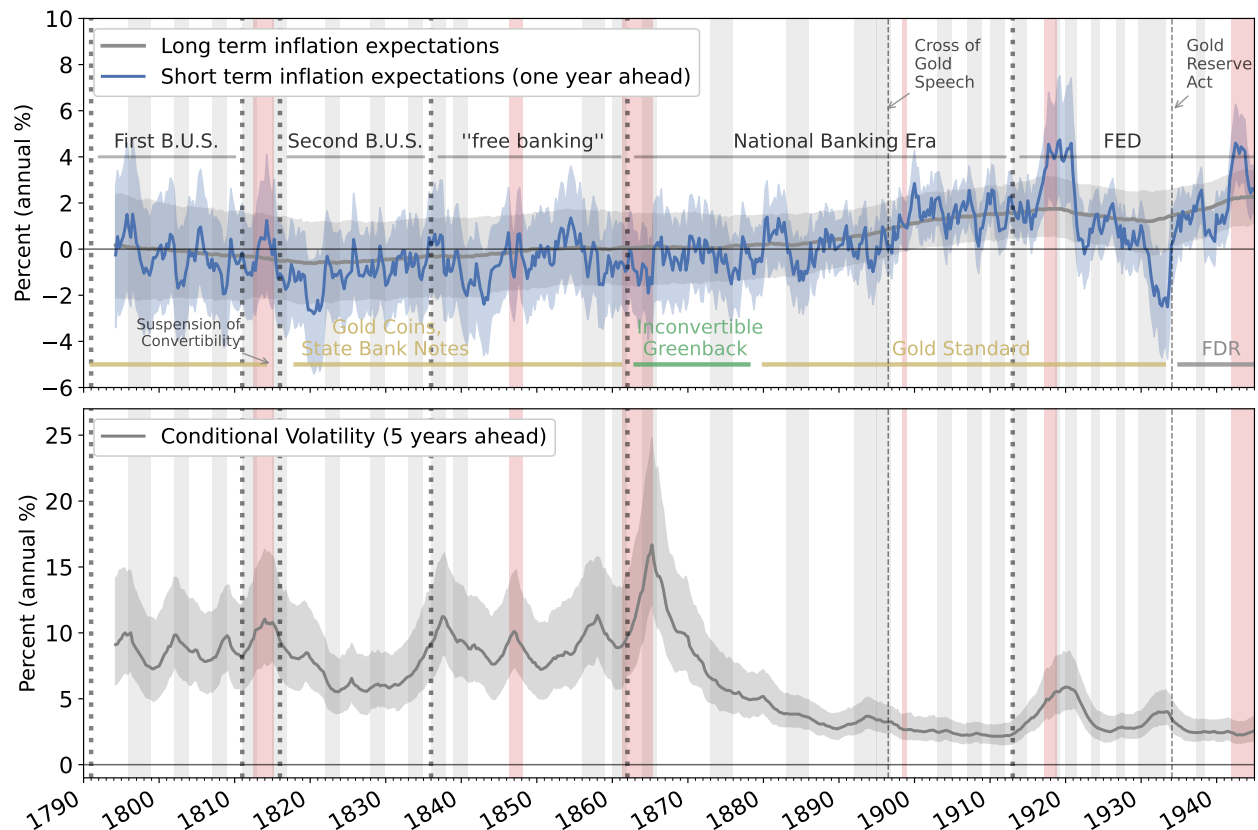 10
8
6
4
2
0
−2
−4
−6
Percent (annual %)
Long term inflation expectations
Short term inflation expectations (one year ahead)
Cross of
Gold
Speech
Gold
Reserve
Act
First B.U.S.
Second B.U.S.
''free banking''
National Banking Era
FED
Suspension of
Convertibility
Gold Coins,
State Bank Notes
Inconvertible
Greenback
Gold Standard
FDR
25
20
15
10
5
0
Percent (annual %)
Conditional Volatility (5 years ahead)
1790
1800
1810
1820
1830
1840
1850
1860
1870
1880
1890
1900
1910
1920
1930
1940